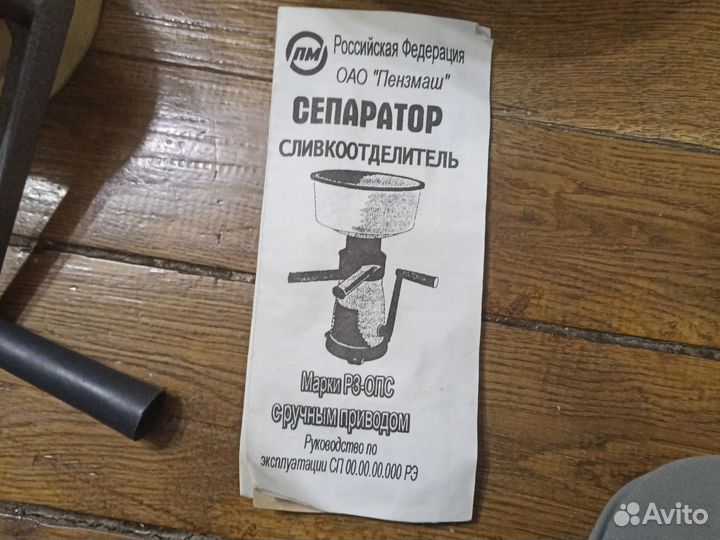 ПМ
Российская Федерация
ОАО "Пензмаш"
СЕПАРАТОР
СЛИВКООТДЕЛИТЕЛЬ
Марки РЗ-ОПС
с ручным приводом
Руководство по
эксплуатации СП 00.00.00.000 РЭ
Avito